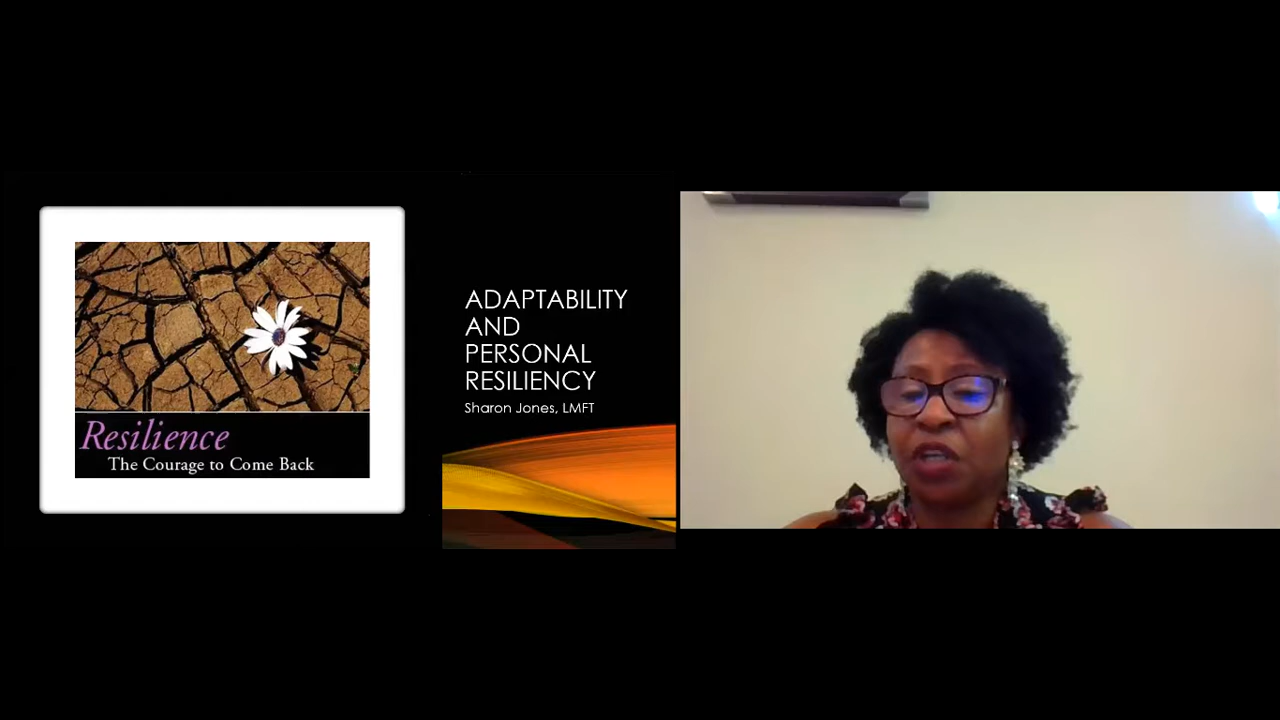 Resilience
The Courage to Come Back
ADAPTABILITY
AND
PERSONAL
RESILIENCY
Sharon Jones, LMFT